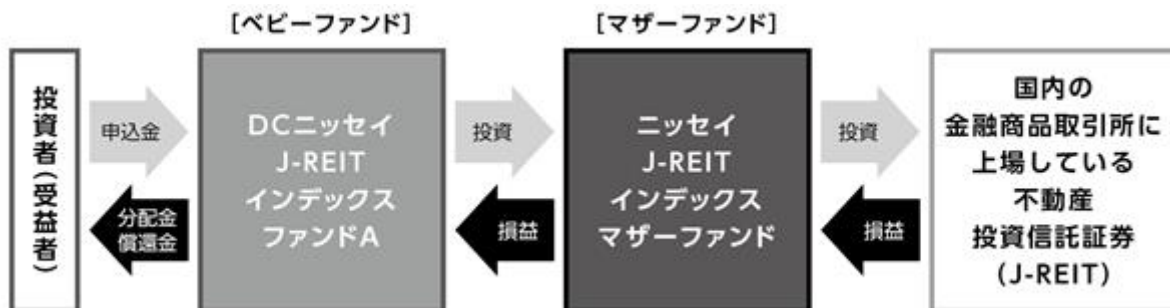 [ベビーファンド]
[マザーファンド]
投資者(受益者)
申込金
分配金
償還金
DCニッセイ
J-REIT
インデックス
ファンドA
投資
損益
ニッセイ
J-REIT
インデックス
マザーファンド
投資
損益
国内の
金融商品取引所に
上場している
不動産
投資信託証券
(J-REIT)